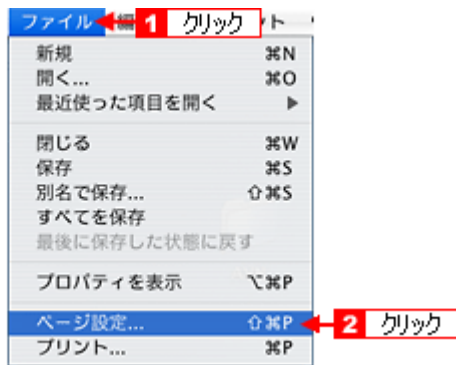 ファイル 1 クリック ント
新規 ⌘N
開く... ⌘O
最近使った項目を開く ▶
閉じる ⌘W
保存 ⌘S
別名で保存... ⇧⌘S
すべてを保存
最後に保存した状態に戻す
プロパティを表示 ⌥⌘P
ページ設定... ⇧⌘P 2 クリック
プリント... ⌘P